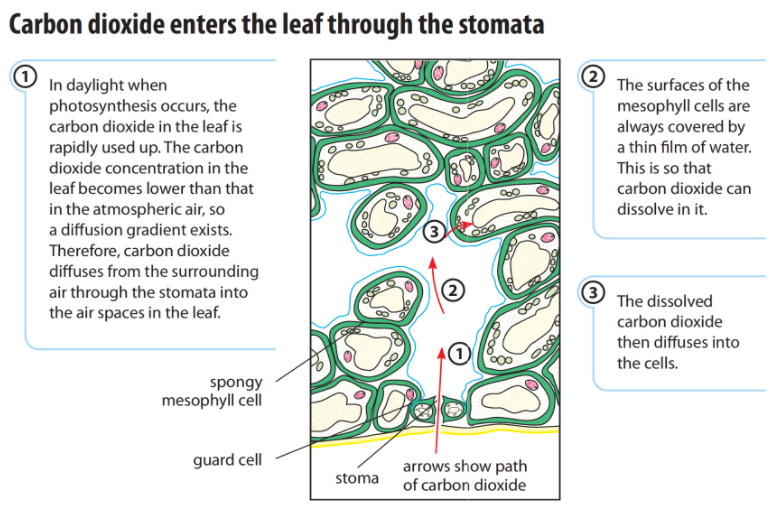 Carbon dioxide enters the leaf through the stomata
1
In daylight when
photosynthesis occurs, the
carbon dioxide in the leaf is
rapidly used up. The carbon
dioxide concentration in the
leaf becomes lower than that
in the atmospheric air, so
a diffusion gradient exists.
Therefore, carbon dioxide
diffuses from the surrounding
air through the stomata into
the air spaces in the leaf.
2
The surfaces of the
mesophyll cells are
always covered by
a thin film of water.
This is so that
carbon dioxide can
dissolve in it.
3
The dissolved
carbon dioxide
then diffuses into
the cells.
3
2
1
spongy
mesophyll cell
guard cell
stoma
arrows show path
of carbon dioxide